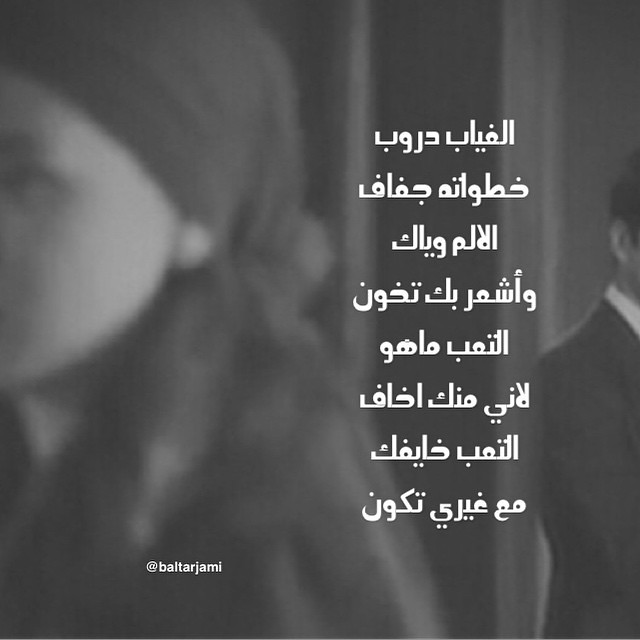 الغياب دروب
خطواته جفاف
الالم وياك
وأشعر بك تخون
التعب ماهو
لاني منك اخاف
التعب خايفك
مع غيري تكون
@baltarjami